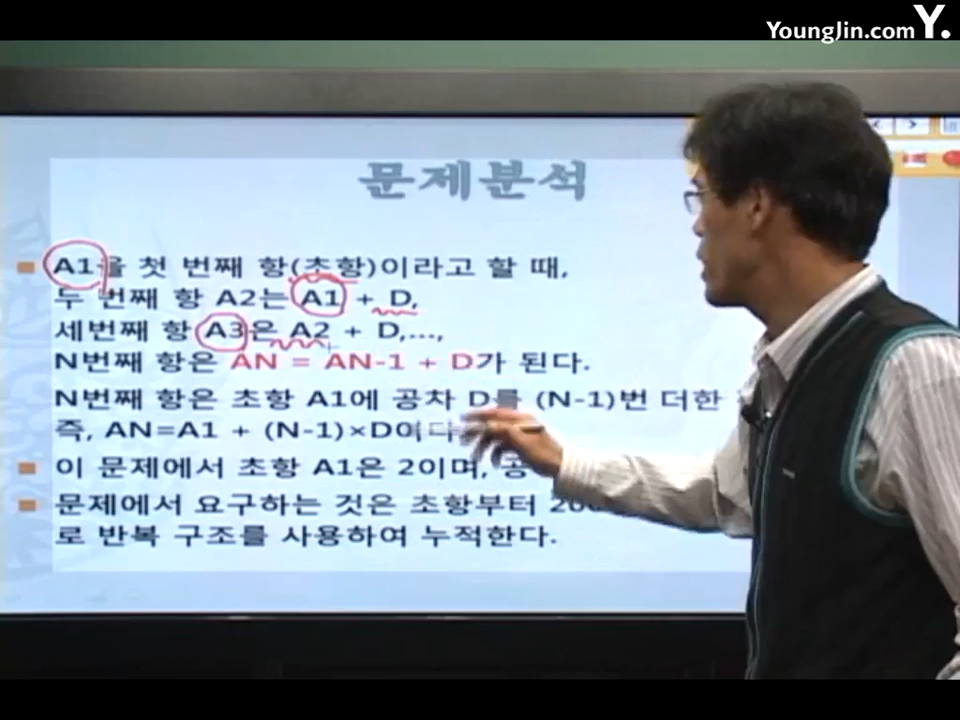 YoungJin.com Y.
문제분석
A1을 첫 번째 항(초항)이라고 할 때,
두 번째 항 A2는 A1 + D,
세번째 항 A3은 A2 + D,...,
N번째 항은 AN = AN-1 + D가 된다.
N번째 항은 초항 A1에 공차 D를 (N-1)번 더한
즉, AN=A1 + (N-1)×D이다
이 문제에서 초항 A1은 2이며, 공
문제에서 요구하는 것은 초항부터
로 반복 구조를 사용하여 누적한다.